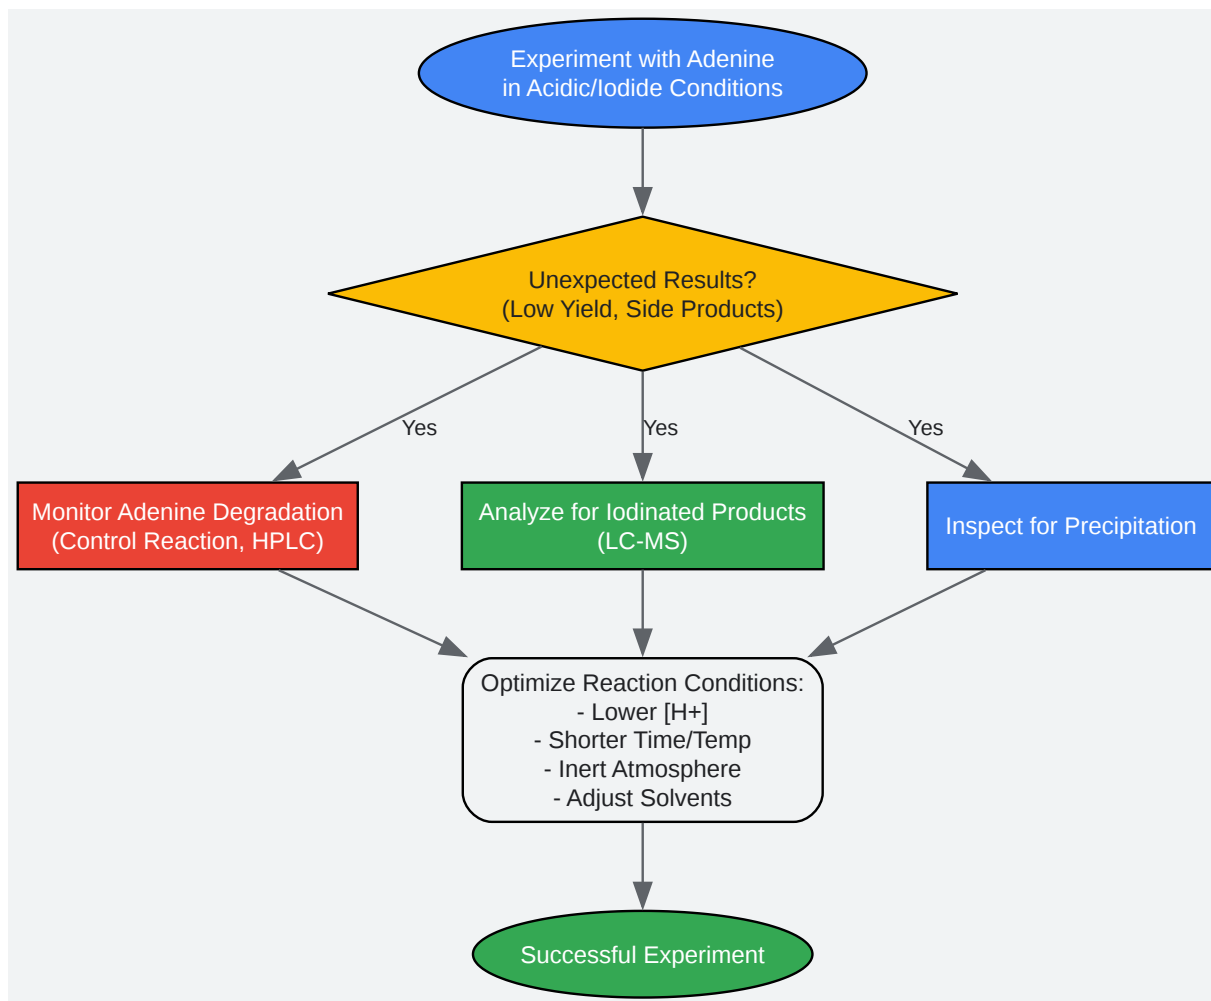 Experiment with Adenine
in Acidic/Iodide Conditions
Unexpected Results?
(Low Yield, Side Products)
Yes
Yes
Yes
Monitor Adenine Degradation
(Control Reaction, HPLC)
Analyze for Iodinated Products
(LC-MS)
Inspect for Precipitation
Optimize Reaction Conditions:
- Lower [H+]
- Shorter Time/Temp
- Inert Atmosphere
- Adjust Solvents
Successful Experiment